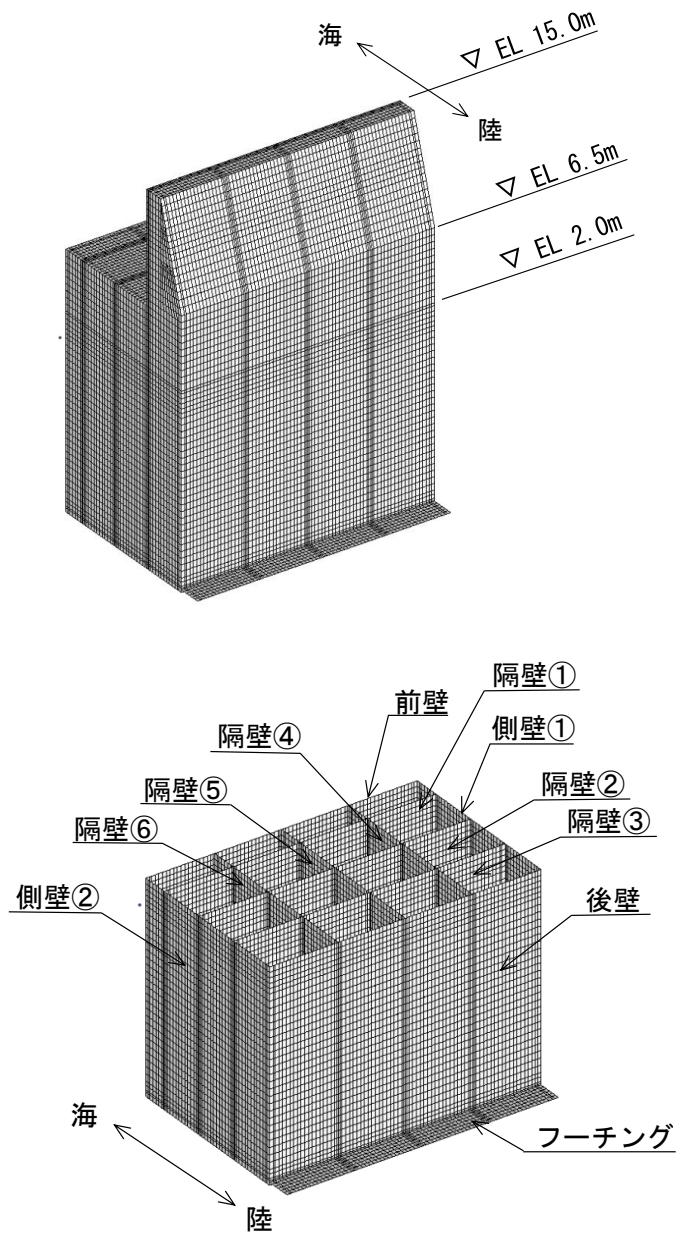 海
▽ EL 15.0m
陸
▽ EL 6.5m
▽ EL 2.0m
隔壁①
前壁
側壁①
隔壁④
隔壁②
隔壁⑤
隔壁③
隔壁⑥
側壁②
後壁
海
フーチング
陸